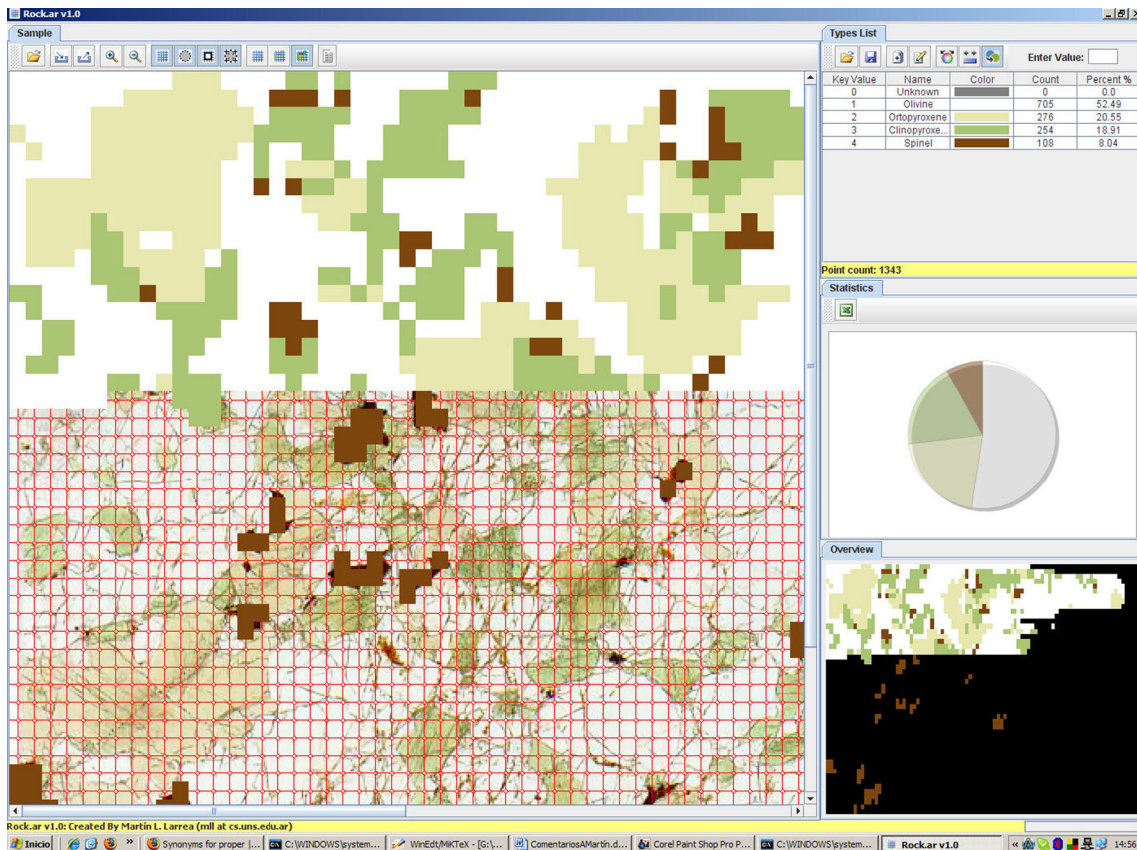 Rock.ar v1.0
Sample
Types List
Enter Value:
Key Value Name Color Count Percent %
0 Unknown 0 0.0
1 Olivine 705 52.49
2 Ortopyroxene 276 20.55
3 Clinopyroxe... 254 18.91
4 Spinel 108 8.04
Point count: 1343
Statistics
Overview
Rock.ar v1.0: Created By Martín L. Larrea (mll at cs.uns.edu.ar)
Inicio » Synonyms for proper |... C:\WINDOWS\system... WinEdt/MiKTeX - [G:\... ComentariosAMartin.d... Corel Paint Shop Pro P... C:\WINDOWS\system... Rock.ar v1.0 « 14:56